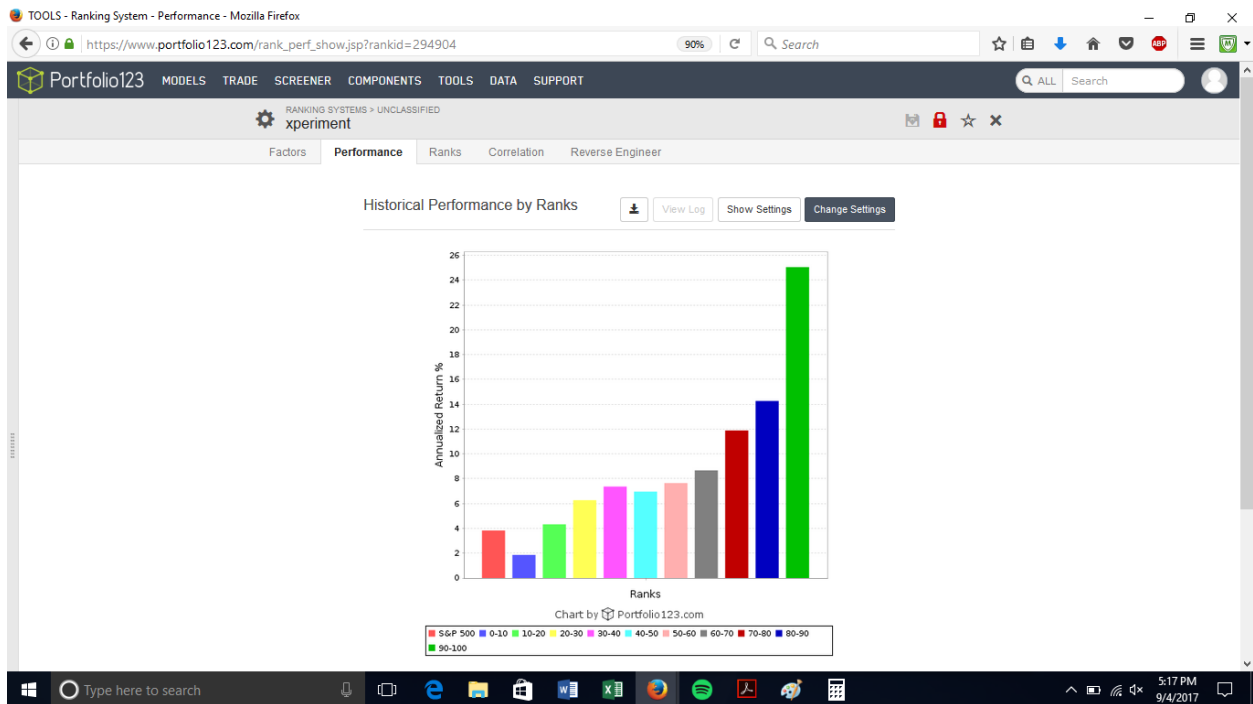 TOOLS - Ranking System - Performance - Mozilla Firefox
https://www.portfolio123.com/rank_perf_show.jsp?rankid=294904 90% Search ABP
Portfolio123 MODELS TRADE SCREENER COMPONENTS TOOLS DATA SUPPORT ALL Search
RANKING SYSTEMS > UNCLASSIFIED
xperiment
Factors Performance Ranks Correlation Reverse Engineer
Historical Performance by Ranks View Log Show Settings Change Settings
26
24
22
20
18
16
14
12
10
8
6
4
2
0
Annualized Return %
Ranks
Chart by Portfolio123.com
S&P 500 0-10 10-20 20-30 30-40 40-50 50-60 60-70 70-80 80-90
90-100
Type here to search
5:17 PM
9/4/2017